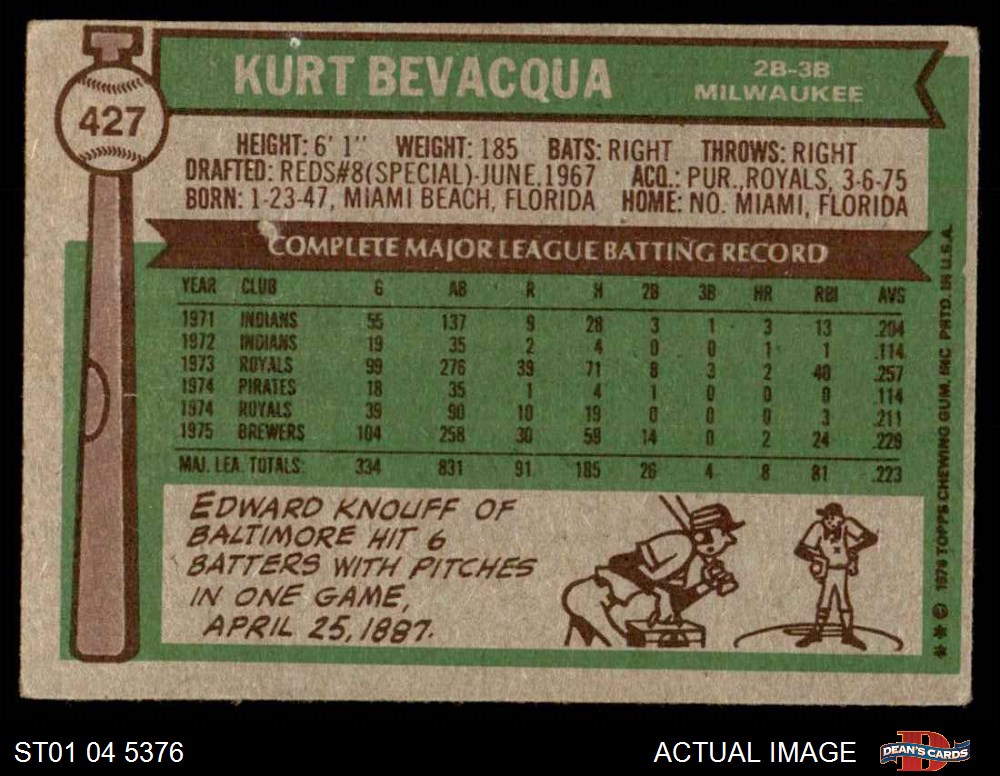 KURT BEVACQUA
2B-3B
MILWAUKEE
427
HEIGHT: 6' 1" WEIGHT: 185 BATS: RIGHT THROWS: RIGHT
DRAFTED: REDS#8(SPECIAL)-JUNE,1967 ACQ.: PUR.,ROYALS, 3-6-75
BORN: 1-23-47, MIAMI BEACH, FLORIDA HOME: NO. MIAMI, FLORIDA
COMPLETE MAJOR LEAGUE BATTING RECORD
YEAR CLUB G AB R H 2B 3B HR RBI AVG
1971 INDIANS 55 137 9 28 3 1 3 13 .204
1972 INDIANS 19 35 2 4 0 0 1 1 .114
1973 ROYALS 99 276 39 71 8 3 2 40 .257
1974 PIRATES 18 35 1 4 1 0 0 0 .114
1974 ROYALS 39 90 10 19 0 0 0 3 .211
1975 BREWERS 104 258 30 59 14 0 2 24 .229
MAJ. LEA. TOTALS: 334 831 91 185 26 4 8 81 .223
EDWARD KNOUFF OF
BALTIMORE HIT 6
BATTERS WITH PITCHES
IN ONE GAME,
APRIL 25, 1887.
** © 1976 TOPPS CHEWING GUM, INC PRTD. IN U.S.A.
ST01 04 5376
ACTUAL IMAGE
D
DEAN'S CARDS